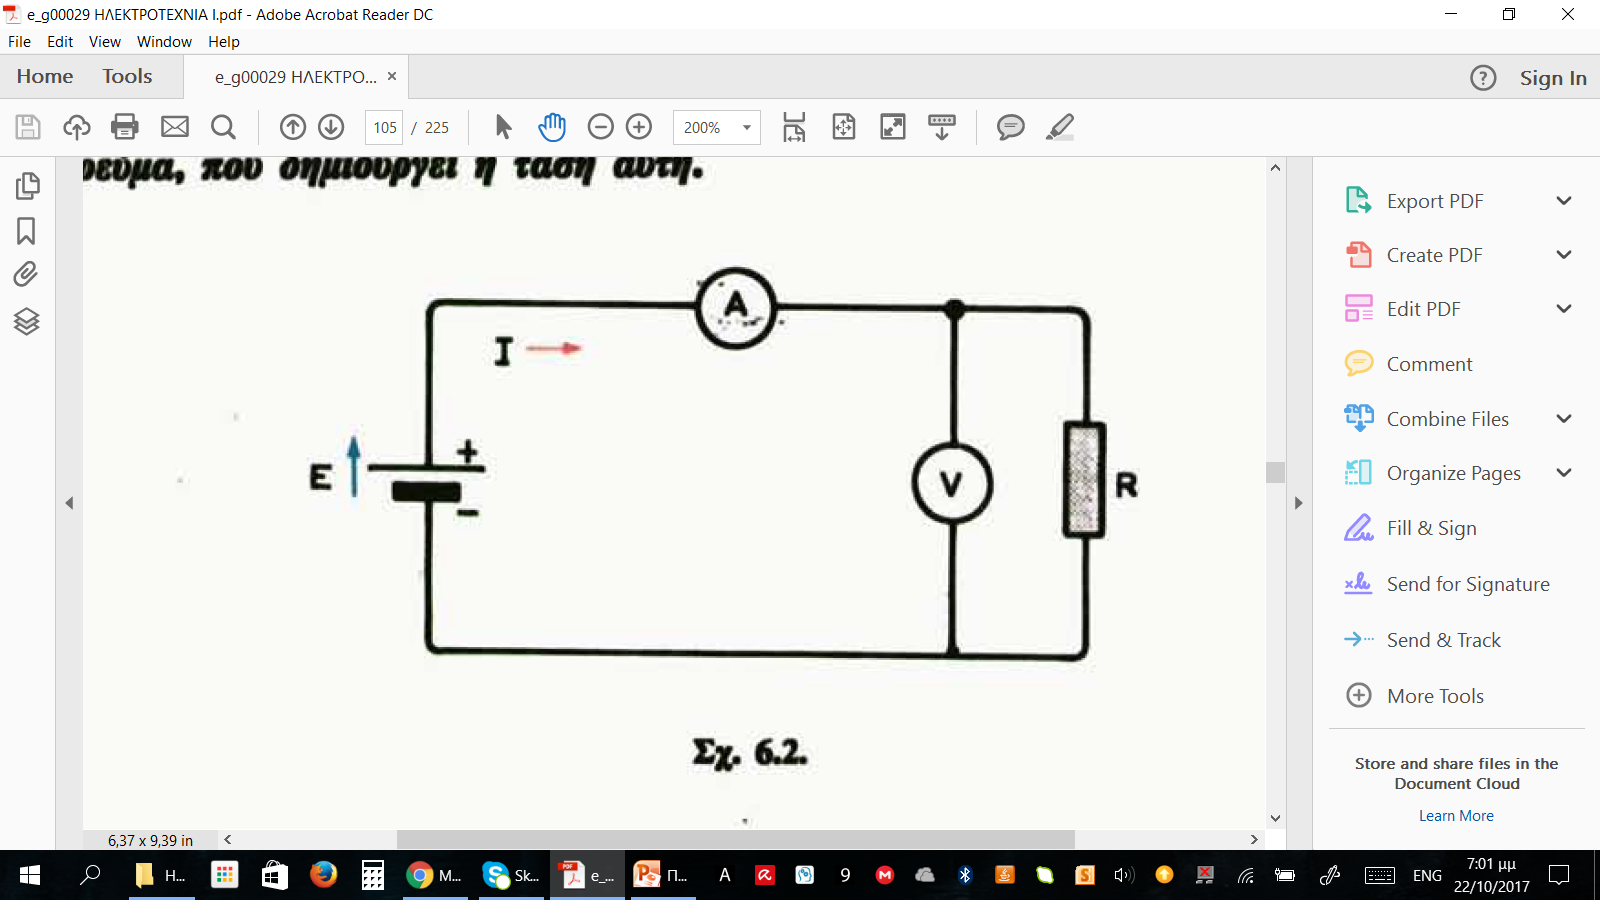 e_g00029 ΗΛΕΚΤΡΟΤΕΧΝΙΑ Ι.pdf - Adobe Acrobat Reader DC
File Edit View Window Help
Home Tools e_g00029 ΗΛΕΚΤΡΟ... × Sign In
105 / 225 200%
που δημιουργεί η τάση αυτή.
A
I
E + −
V
R
Σχ. 6.2.
6,37 x 9,39 in
Export PDF
Create PDF
Edit PDF
Comment
Combine Files
Organize Pages
Fill & Sign
Send for Signature
Send & Track
More Tools
Store and share files in the
Document Cloud
Learn More
H... M... Sk... e_... Π... A 9 ENG 7:01 μμ
22/10/2017